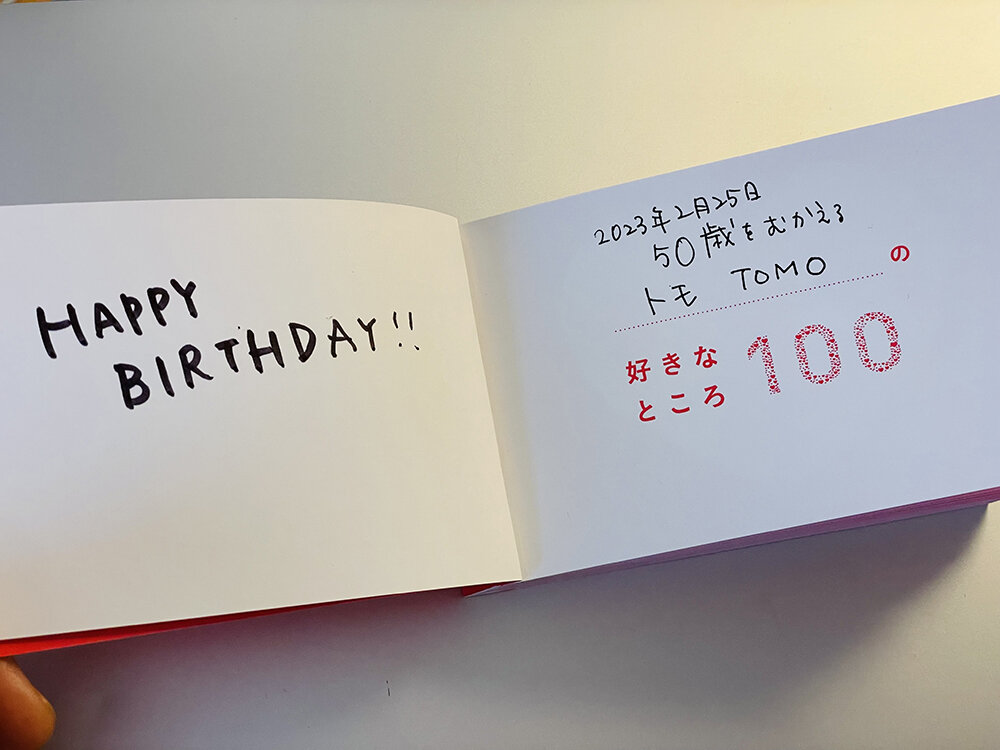 HAPPY
BIRTHDAY!!
2023年2月25日
50歳をむかえる
トモ TOMO の
好きな
ところ 100